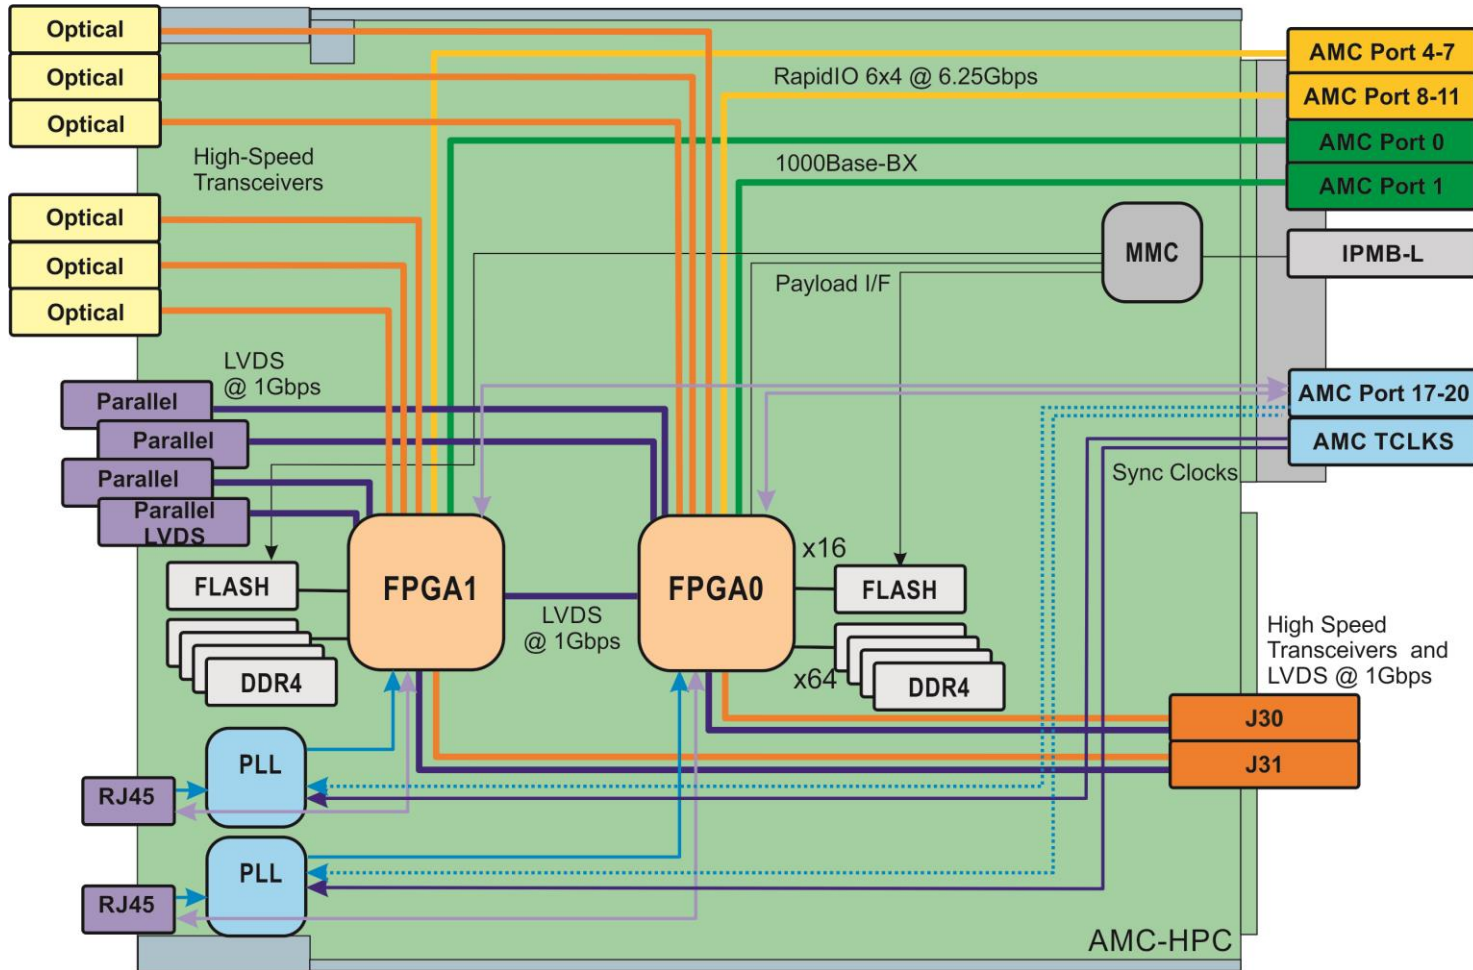 Optical
Optical
Optical
High-Speed
Transceivers
Optical
Optical
Optical
RapidIO 6x4 @ 6.25Gbps
1000Base-BX
Payload I/F
MMC
AMC Port 4-7
AMC Port 8-11
AMC Port 0
AMC Port 1
IPMB-L
AMC Port 17-20
AMC TCLKS
Sync Clocks
LVDS
@ 1Gbps
Parallel
Parallel
Parallel
Parallel
LVDS
FLASH
DDR4
FPGA1
LVDS
@ 1Gbps
FPGA0
x16
FLASH
x64
DDR4
High Speed
Transceivers and
LVDS @ 1Gbps
J30
J31
PLL
RJ45
PLL
RJ45
AMC-HPC